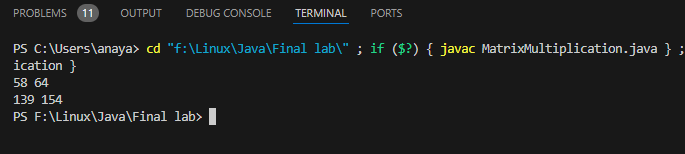 PROBLEMS 11 OUTPUT DEBUG CONSOLE TERMINAL PORTS
PS C:\Users\anaya> cd "f:\Linux\Java\Final lab\" ; if ($?) { javac MatrixMultiplication.java } ;
ication }
58 64
139 154
PS F:\Linux\Java\Final lab>